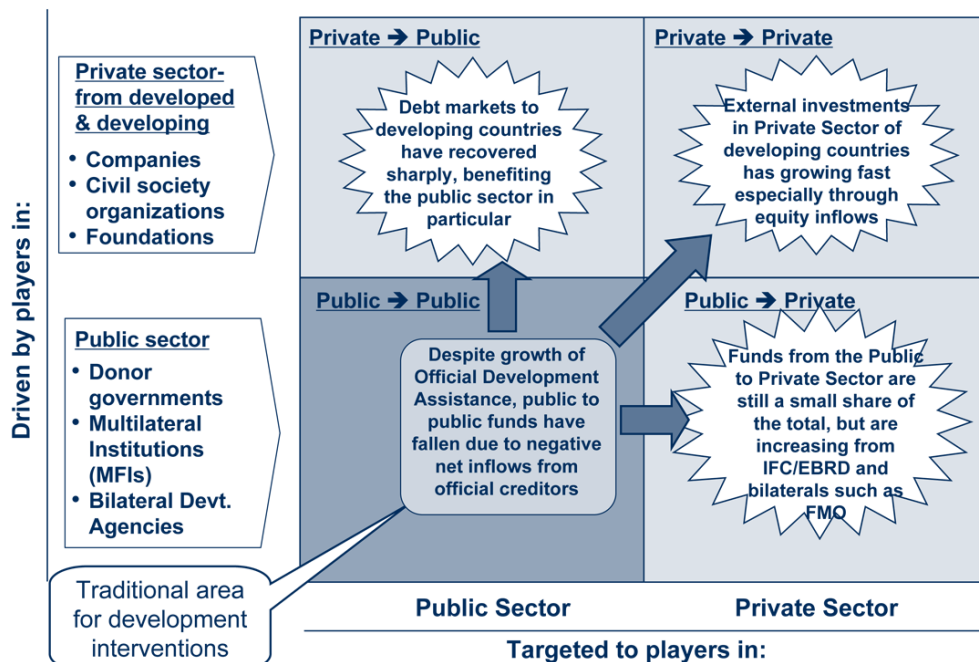 Driven by players in:
Private sector-
from developed
& developing
• Companies
• Civil society
organizations
• Foundations
Private ➔ Public
Debt markets to
developing countries
have recovered
sharply, benefiting
the public sector in
particular
Private ➔ Private
External investments
in Private Sector of
developing countries
has growing fast
especially through
equity inflows
Public sector
• Donor
governments
• Multilateral
Institutions
(MFIs)
• Bilateral Devt.
Agencies
Public ➔ Public
Despite growth of
Official Development
Assistance, public to
public funds have
fallen due to negative
net inflows from
official creditors
Public ➔ Private
Funds from the Public
to Private Sector are
still a small share of
the total, but are
increasing from
IFC/EBRD and
bilaterals such as
FMO
Traditional area
for development
interventions
Public Sector
Private Sector
Targeted to players in: